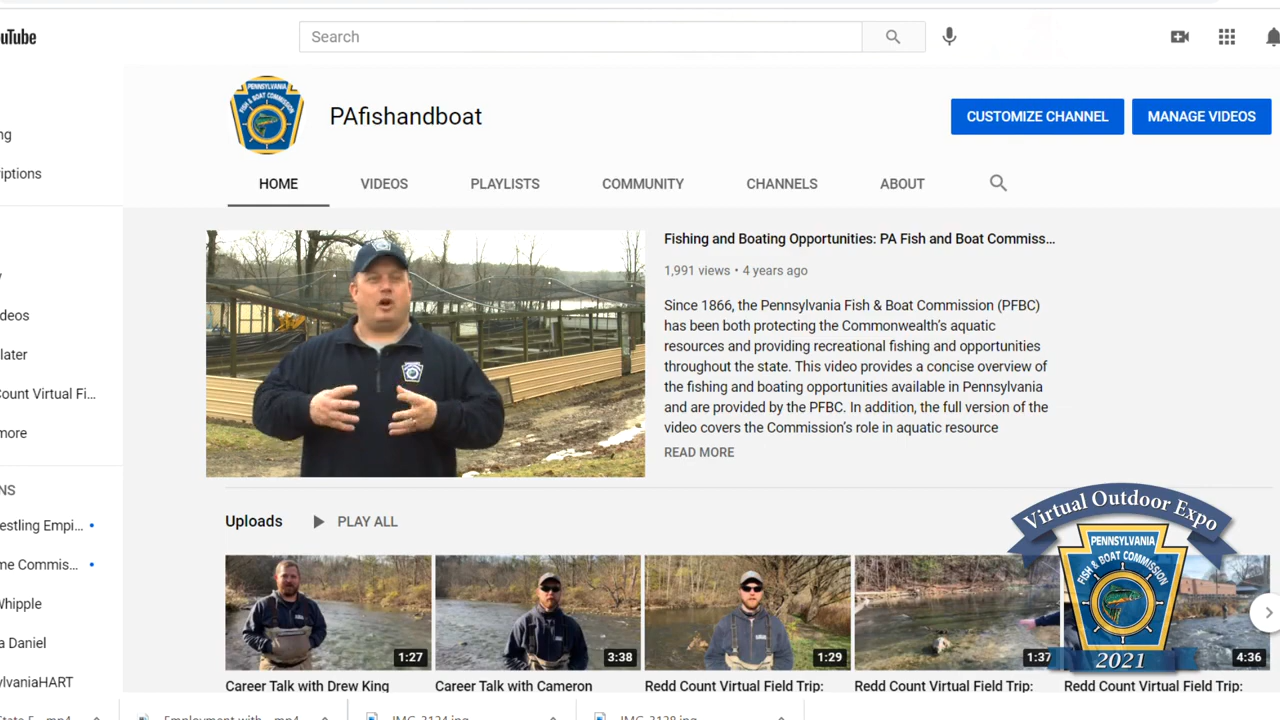 ouTube
Search
PENNSYLVANIA
FISH & BOAT COMMISSION
PAfishandboat
CUSTOMIZE CHANNEL
MANAGE VIDEOS
ng
iptions
HOME
VIDEOS
PLAYLISTS
COMMUNITY
CHANNELS
ABOUT
Fishing and Boating Opportunities: PA Fish and Boat Commiss...
1,991 views • 4 years ago
Since 1866, the Pennsylvania Fish & Boat Commission (PFBC)
has been both protecting the Commonwealth's aquatic
resources and providing recreational fishing and opportunities
throughout the state. This video provides a concise overview of
the fishing and boating opportunities available in Pennsylvania
and are provided by the PFBC. In addition, the full version of the
video covers the Commission's role in aquatic resource
READ MORE
deos
later
Count Virtual Fi...
more
NS
estling Empi...
me Commis...
Whipple
a Daniel
ylvaniaHART
Uploads
PLAY ALL
1:27
3:38
1:29
1:37
4:36
Career Talk with Drew King
Career Talk with Cameron
Redd Count Virtual Field Trip:
Redd Count Virtual Field Trip:
Redd Count Virtual Field Trip:
Virtual Outdoor Expo
PENNSYLVANIA
FISH & BOAT COMMISSION
2021